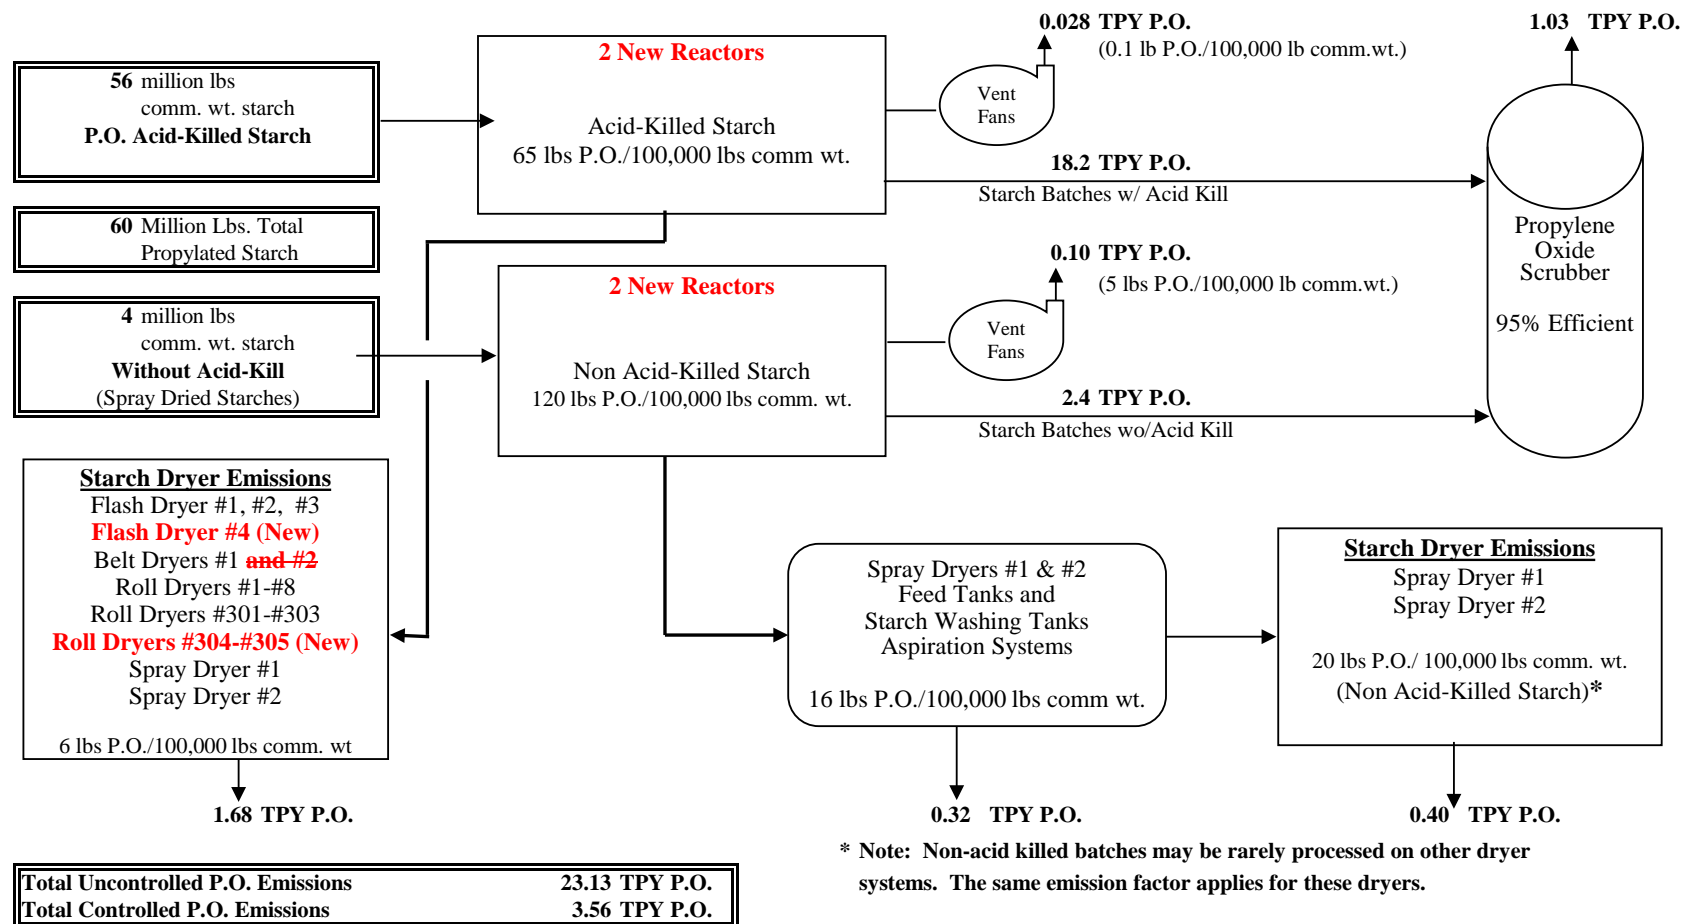 0.028 TPY P.O.
(0.1 lb P.O./100,000 lb comm.wt.)
1.03 TPY P.O.
56 million lbs
comm. wt. starch
P.O. Acid-Killed Starch
2 New Reactors
Acid-Killed Starch
65 lbs P.O./100,000 lbs comm wt.
Vent
Fans
18.2 TPY P.O.
Starch Batches w/ Acid Kill
60 Million Lbs. Total
Propylated Starch
Propylene
Oxide
Scrubber
95% Efficient
4 million lbs
comm. wt. starch
Without Acid-Kill
(Spray Dried Starches)
2 New Reactors
Non Acid-Killed Starch
120 lbs P.O./100,000 lbs comm. wt.
0.10 TPY P.O.
(5 lbs P.O./100,000 lb comm.wt.)
Vent
Fans
2.4 TPY P.O.
Starch Batches wo/Acid Kill
Starch Dryer Emissions
Flash Dryer #1, #2, #3
Flash Dryer #4 (New)
Belt Dryers #1 and #2
Roll Dryers #1-#8
Roll Dryers #301-#303
Roll Dryers #304-#305 (New)
Spray Dryer #1
Spray Dryer #2
6 lbs P.O./100,000 lbs comm. wt
1.68 TPY P.O.
Spray Dryers #1 & #2
Feed Tanks and
Starch Washing Tanks
Aspiration Systems
16 lbs P.O./100,000 lbs comm wt.
0.32 TPY P.O.
Starch Dryer Emissions
Spray Dryer #1
Spray Dryer #2
20 lbs P.O./ 100,000 lbs comm. wt.
(Non Acid-Killed Starch)*
0.40 TPY P.O.
* Note: Non-acid killed batches may be rarely processed on other dryer
systems. The same emission factor applies for these dryers.
Total Uncontrolled P.O. Emissions 23.13 TPY P.O.
Total Controlled P.O. Emissions 3.56 TPY P.O.